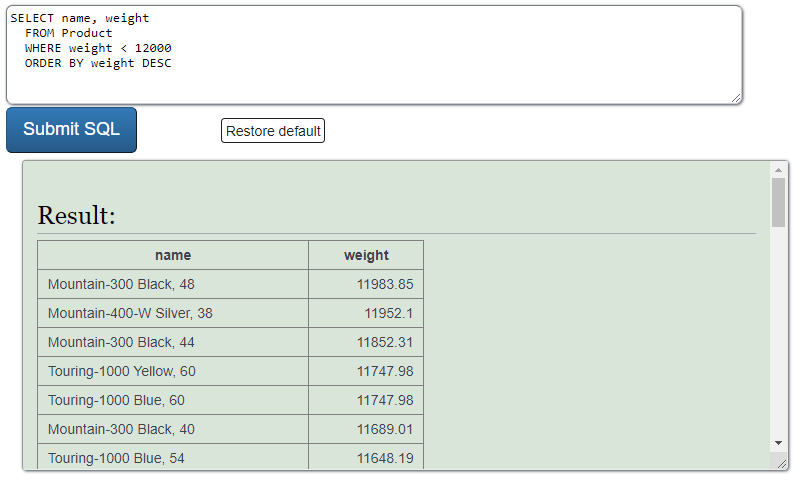 SELECT name, weight
FROM Product
WHERE weight < 12000
ORDER BY weight DESC
Submit SQL Restore default
Result:
name weight
Mountain-300 Black, 48 11983.85
Mountain-400-W Silver, 38 11952.1
Mountain-300 Black, 44 11852.31
Touring-1000 Yellow, 60 11747.98
Touring-1000 Blue, 60 11747.98
Mountain-300 Black, 40 11689.01
Touring-1000 Blue, 54 11648.19